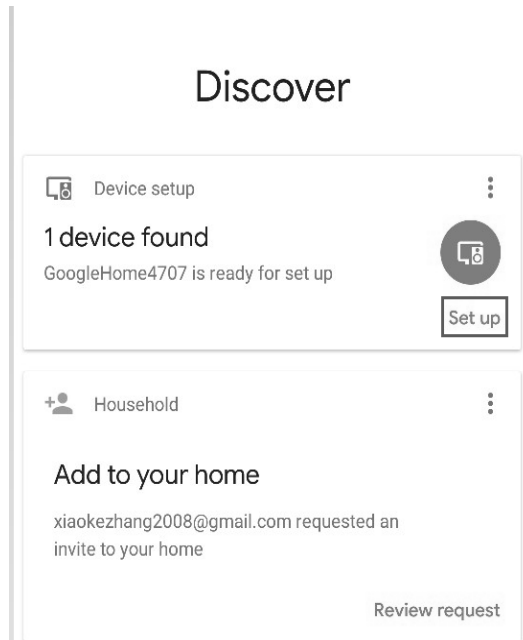 Discover
Device setup
1 device found
GoogleHome4707 is ready for set up
Set up
Household
Add to your home
xiaokezhang2008@gmail.com requested an
invite to your home
Review request